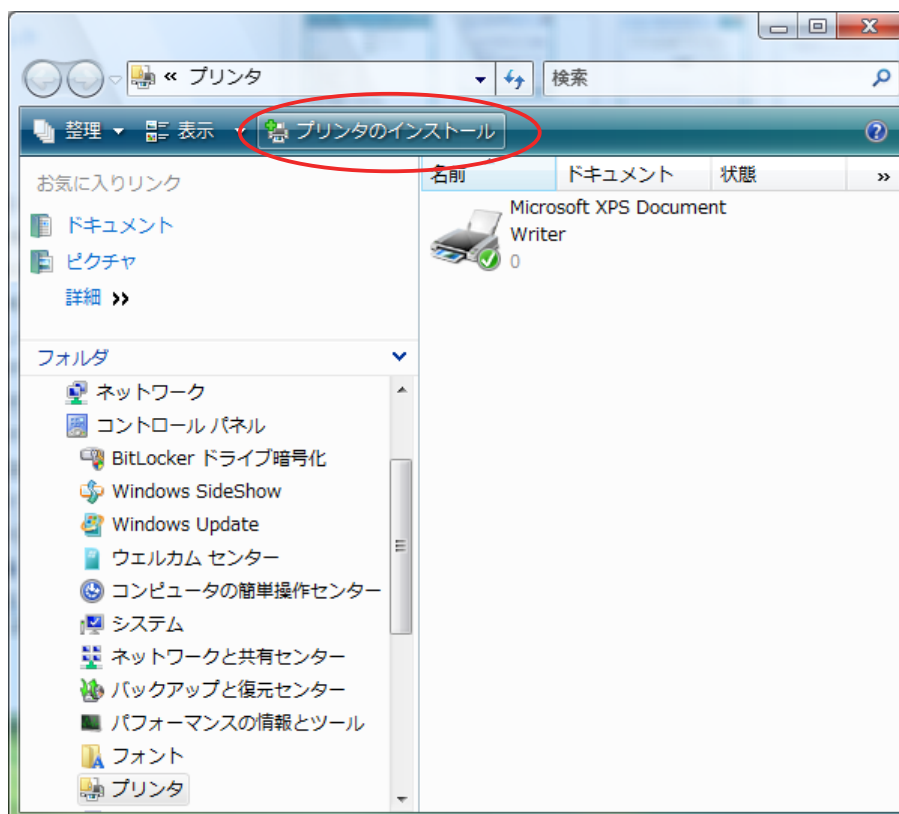 « プリンタ
検索
整理
表示
プリンタのインストール
お気に入りリンク
ドキュメント
ピクチャ
詳細 »
フォルダ
ネットワーク
コントロール パネル
BitLocker ドライブ暗号化
Windows SideShow
Windows Update
ウェルカム センター
コンピュータの簡単操作センター
システム
ネットワークと共有センター
バックアップと復元センター
パフォーマンスの情報とツール
フォント
プリンタ
名前 ドキュメント 状態 »
Microsoft XPS Document
Writer
0